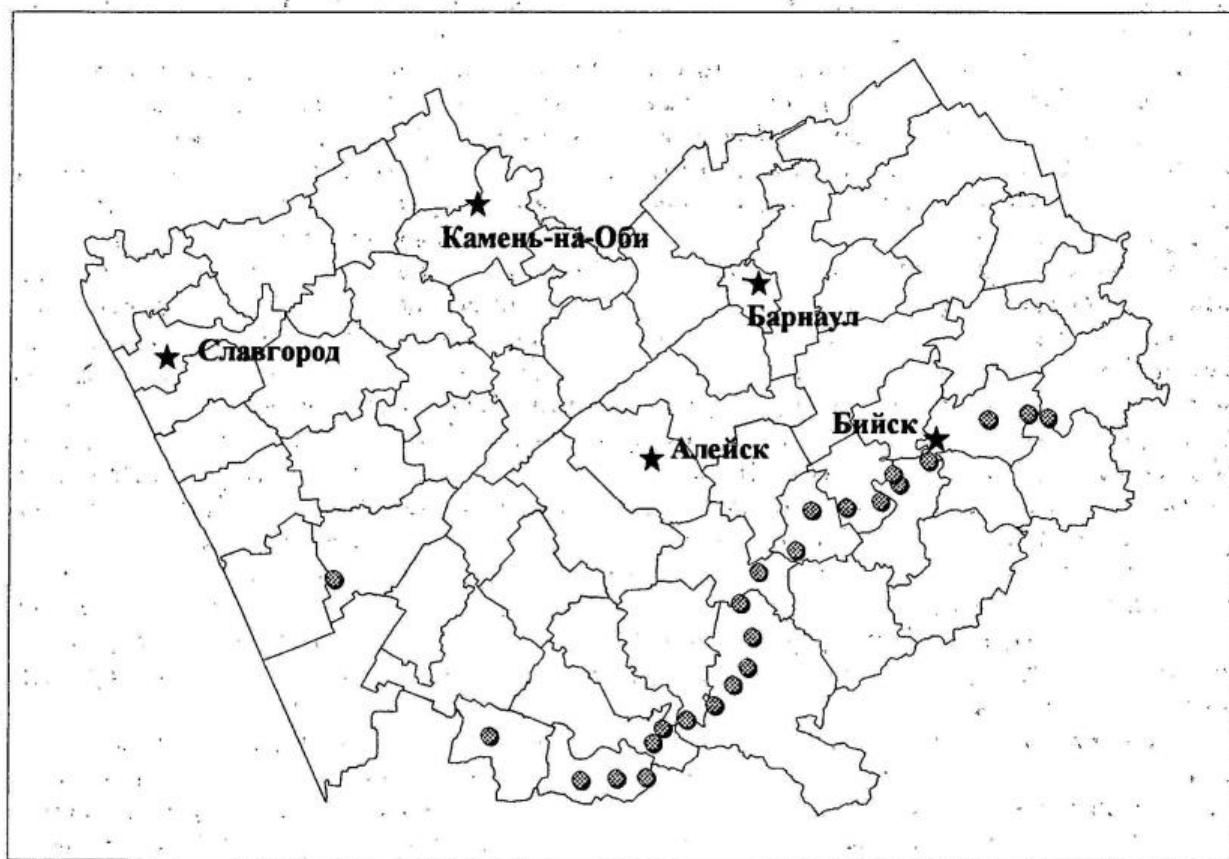 Камень-на-Оби
Барнаул
Славгород
Бийск
Алейск